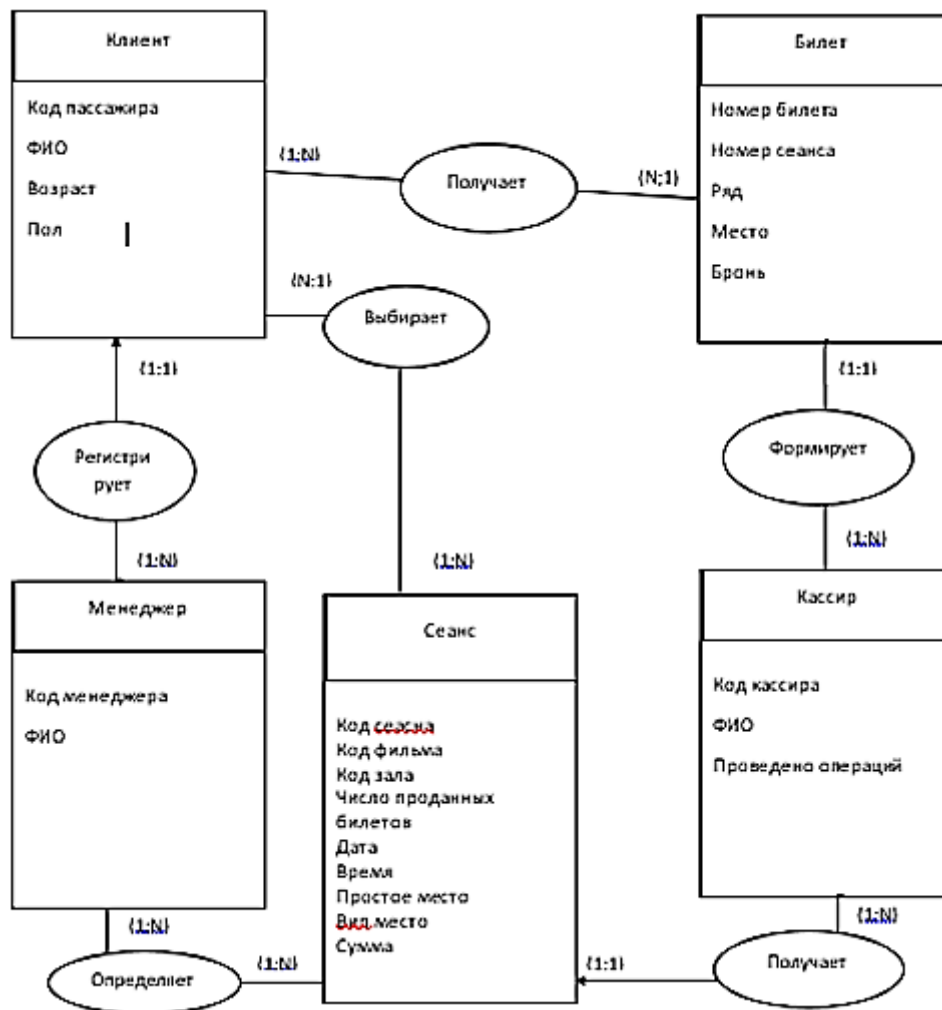 Клиент
Код пассажира
ФИО
Возраст
Пол
{1:N}
Получает
{N;1}
Билет
Номер билета
Номер сеанса
Ряд
Место
Бронь
{N:1}
Выбирает
{1:1}
Регистри
рует
{1:N}
{1:1}
Формирует
{1:N}
{1:N}
Менеджер
Код менеджера
ФИО
Сеанс
Код сеасна
Код фильма
Код зала
Число проданных
билетов
Дата
Время
Простое место
Вип.место
Сумма
Кассир
Код кассира
ФИО
Проведено операций
{1:N}
Определяет
{1:N}
{1:1}
Получает
{1:N}